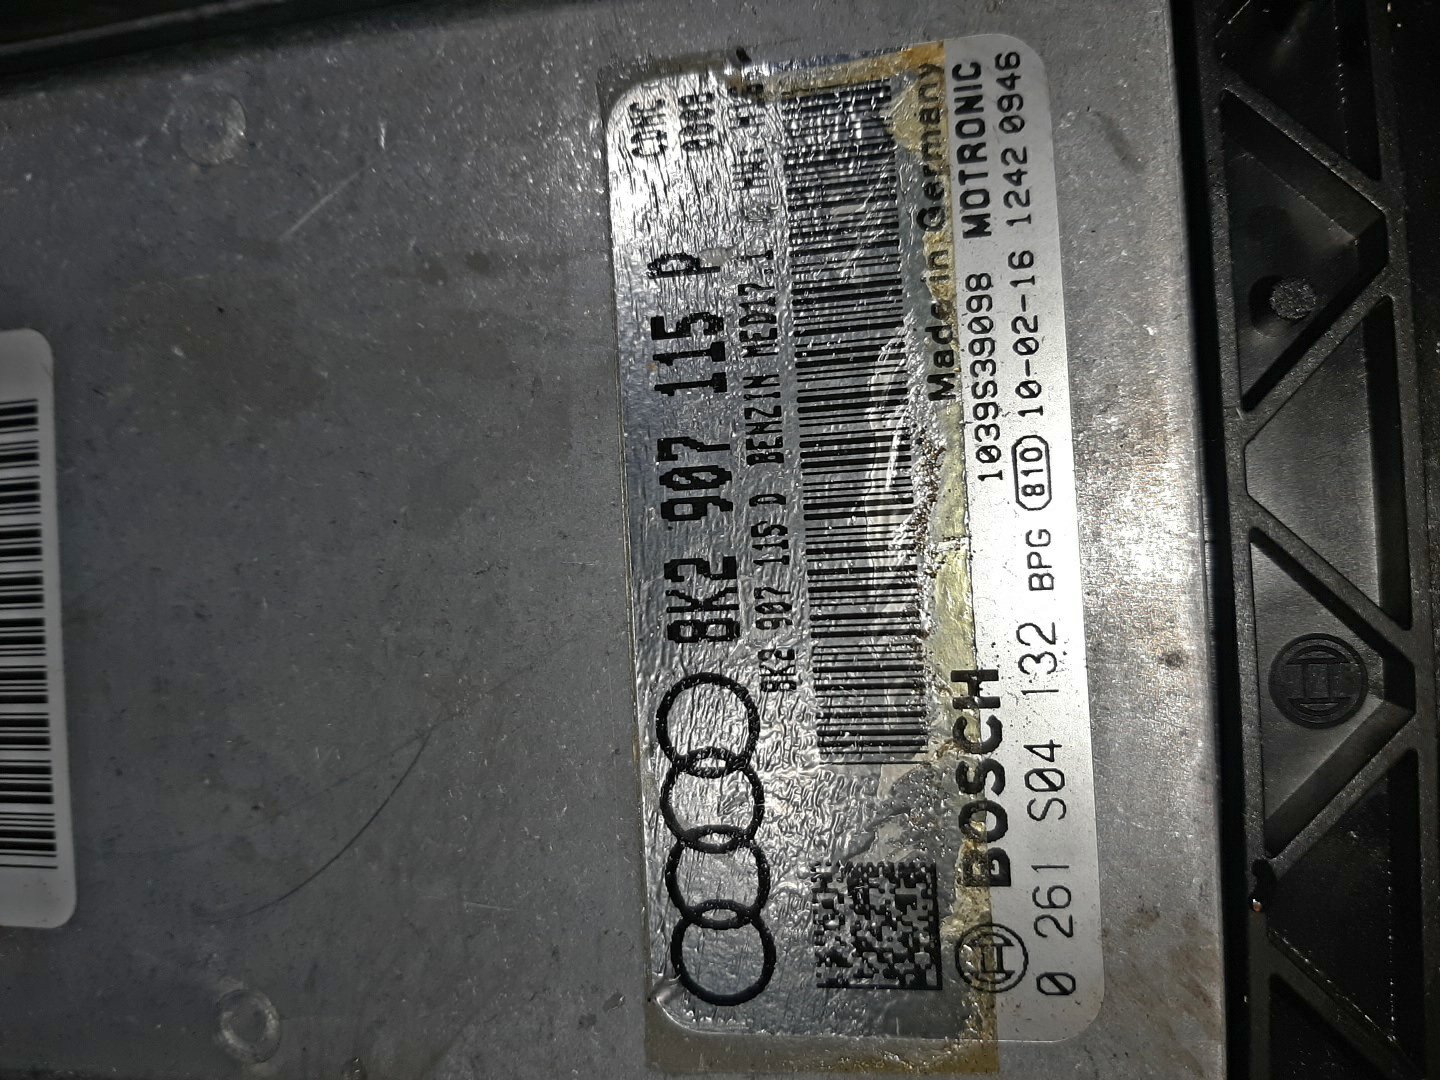 8K2 907 115 P
8K2 907 115 D BENZIN MED17.1
Made in Germany
BOSCH 1039S39098 MOTRONIC
0 261 S04 132 BPG 810 10-02-16 1242 0946